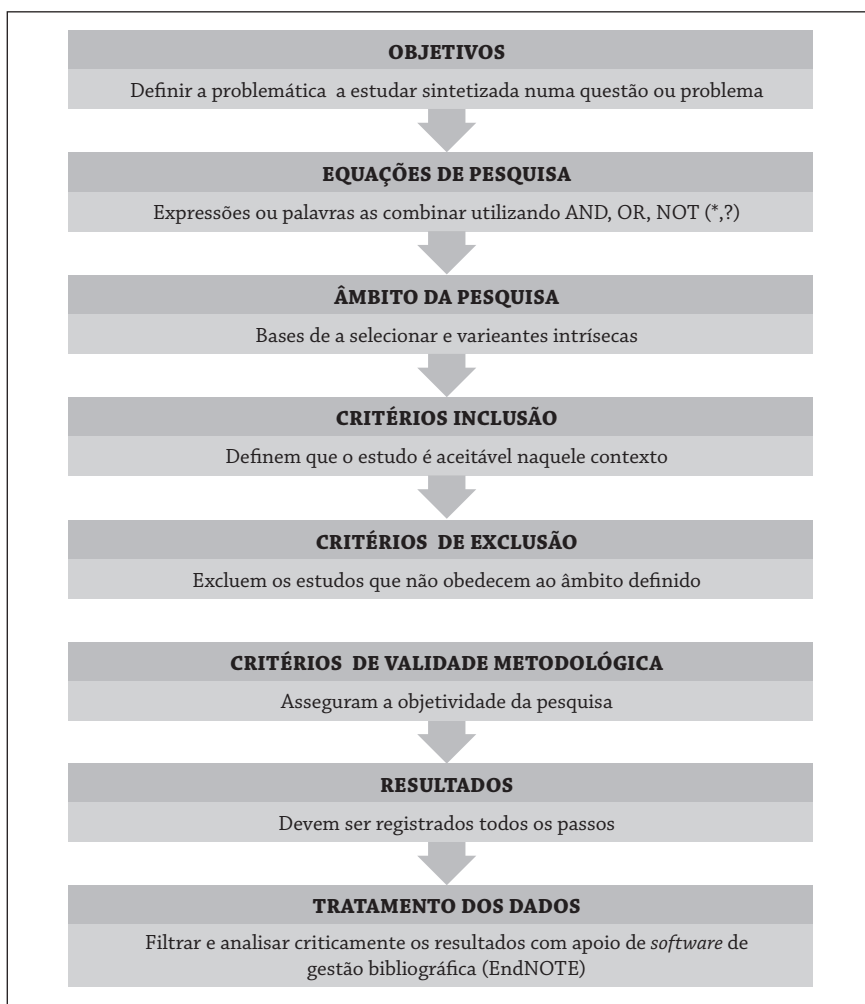 OBJETIVOS
Definir a problemática a estudar sintetizada numa questão ou problema
EQUAÇÕES DE PESQUISA
Expressões ou palavras as combinar utilizando AND, OR, NOT (*,?)
ÂMBITO DA PESQUISA
Bases de a selecionar e varieantes intrísecas
CRITÉRIOS INCLUSÃO
Definem que o estudo é aceitável naquele contexto
CRITÉRIOS DE EXCLUSÃO
Excluem os estudos que não obedecem ao âmbito definido
CRITÉRIOS DE VALIDADE METODOLÓGICA
Asseguram a objetividade da pesquisa
RESULTADOS
Devem ser registrados todos os passos
TRATAMENTO DOS DADOS
Filtrar e analisar criticamente os resultados com apoio de software de
gestão bibliográfica (EndNOTE)